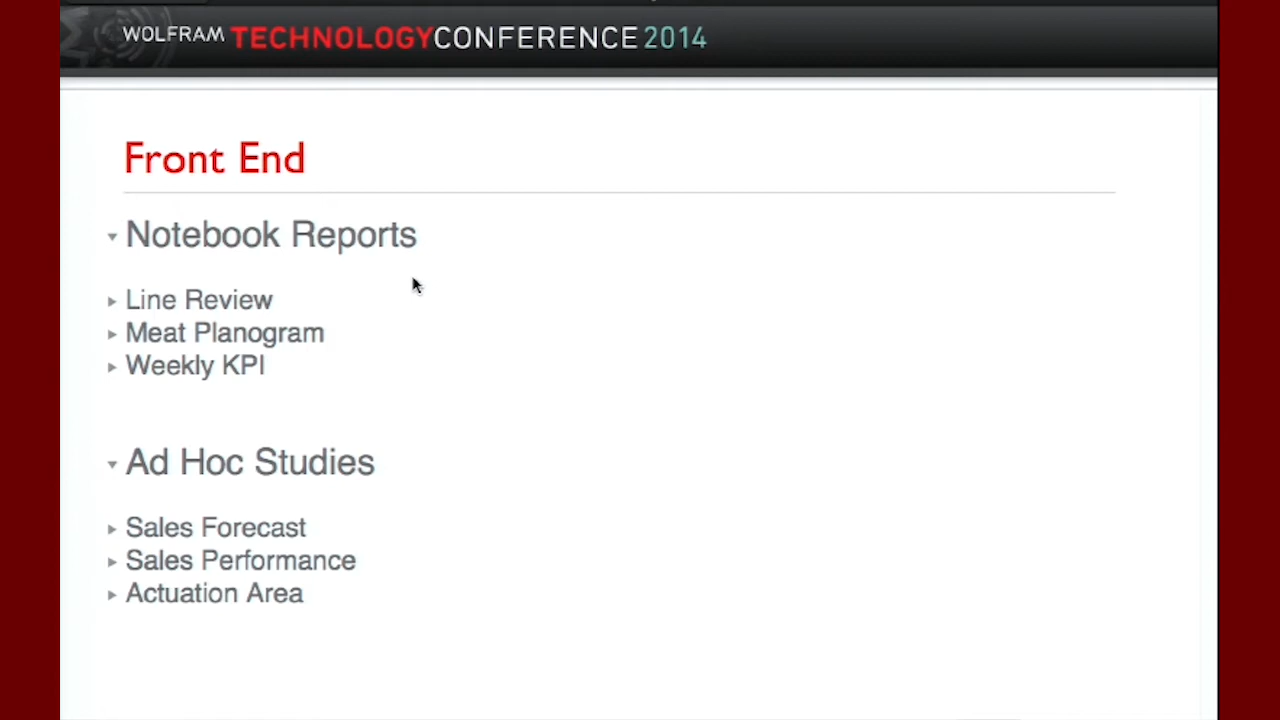 WOLFRAM TECHNOLOGYCONFERENCE2014
Front End
Notebook Reports
Line Review
Meat Planogram
Weekly KPI
Ad Hoc Studies
Sales Forecast
Sales Performance
Actuation Area